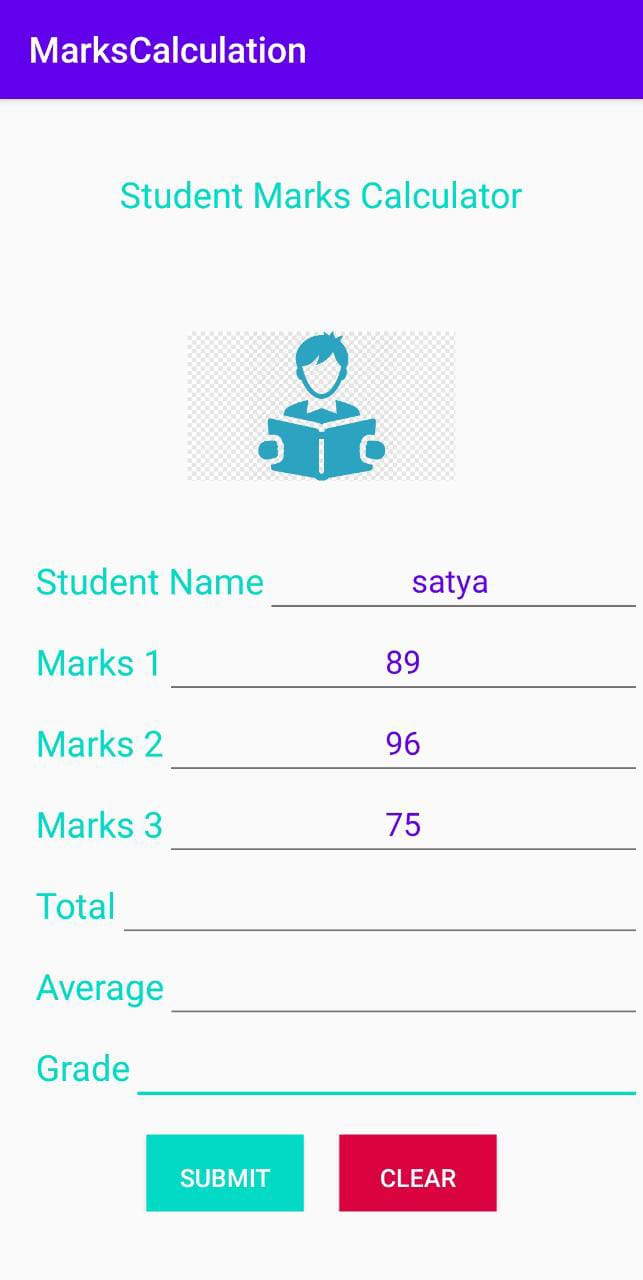 MarksCalculation
Student Marks Calculator
Student Name satya
Marks 1 89
Marks 2 96
Marks 3 75
Total
Average
Grade
SUBMIT CLEAR